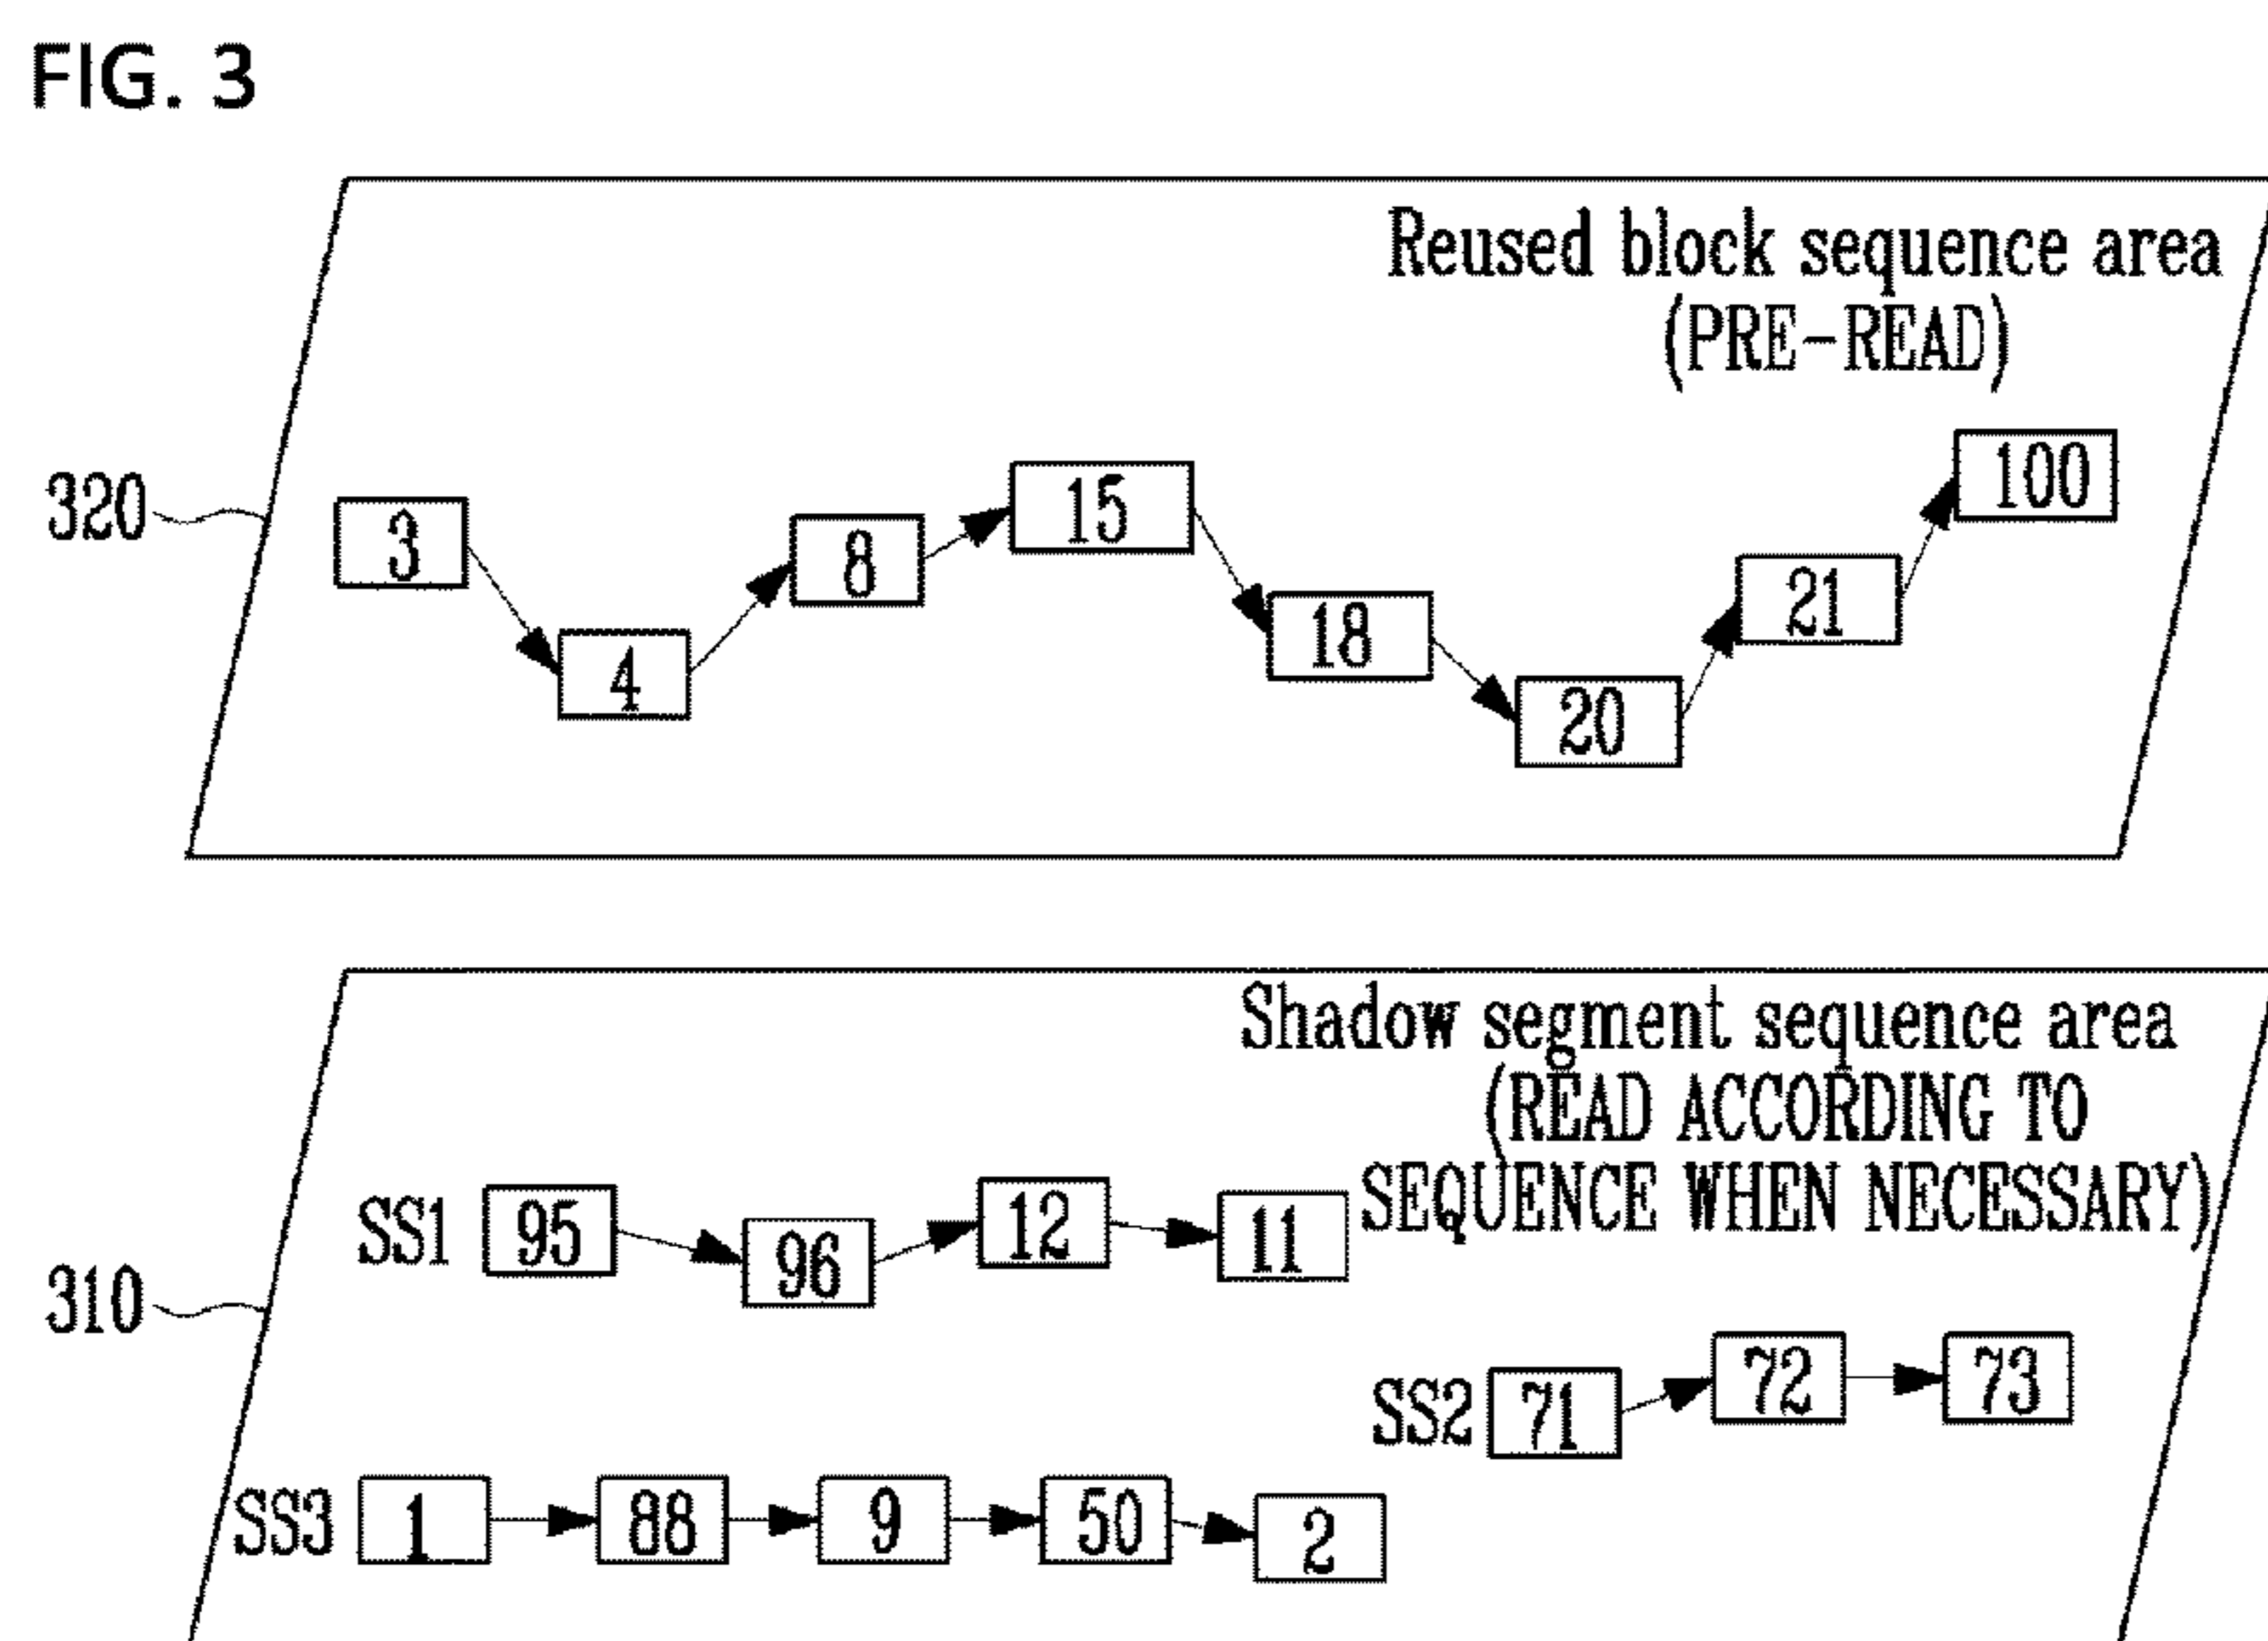 FIG. 3
Reused block sequence area
(PRE-READ)
320
3
4
8
15
18
20
21
100
Shadow segment sequence area
(READ ACCORDING TO
SEQUENCE WHEN NECESSARY)
310
SS1 95 96 12 11
SS2 71 72 73
SS3 1 88 9 50 2